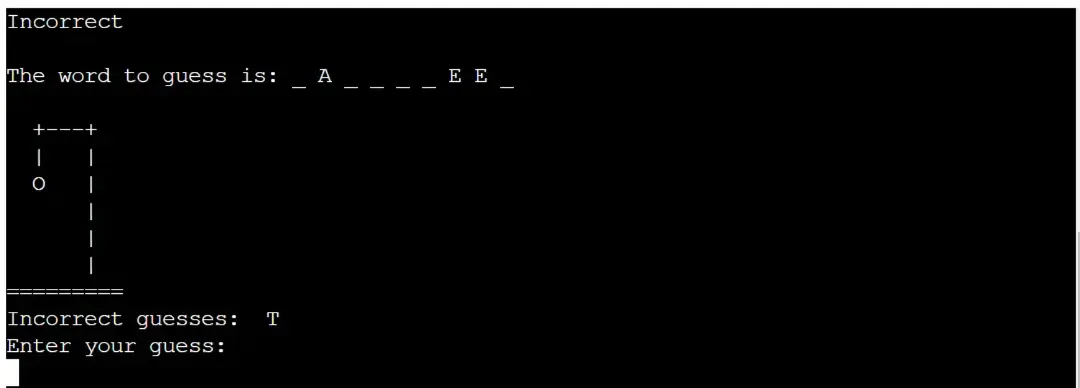 Incorrect
The word to guess is: _ A _ _ _ _ E E _
  +---+
  |   |
  O   |
      |
      |
      |
=========
Incorrect guesses:  T
Enter your guess: